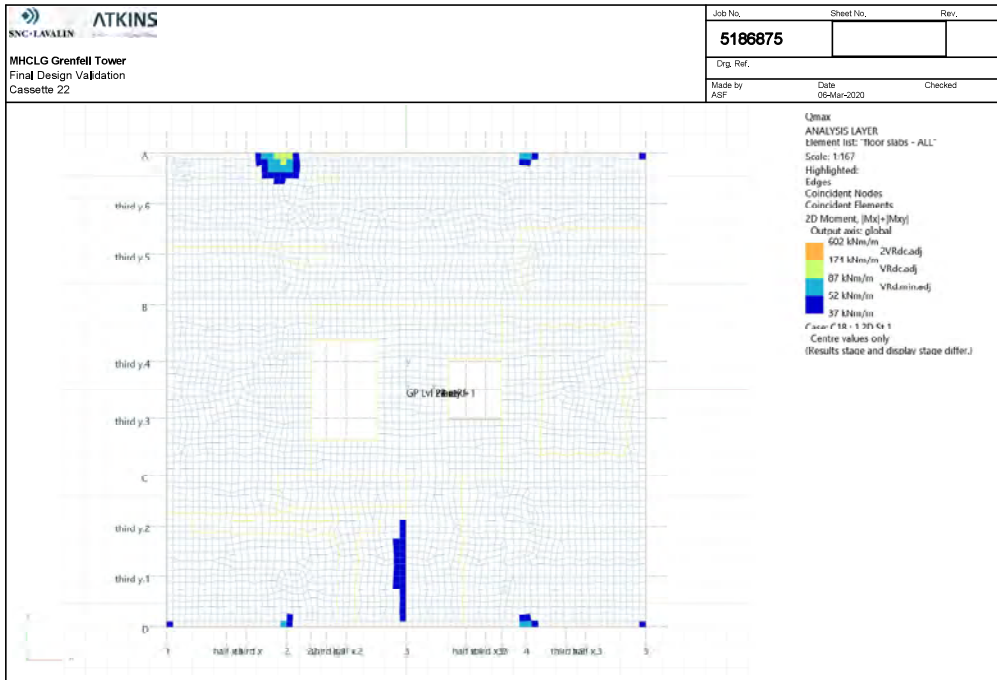 SNC·LAVALIN ATKINS
MHCLG Grenfell Tower
Final Design Validation
Cassette 22
Job No. Sheet No. Rev.
5186875
Drg. Ref.
Made by Date Checked
ASF 06-Mar-2020
Qmax
ANALYSIS LAYER
Element list: "floor slabs - ALL"
Scale: 1:167
Highlighted:
Edges
Coincident Nodes
Coincident Elements
2D Moment, |Mx|+|Mxy|
Output axis: global
602 kNm/m
2VRdc.adj
171 kNm/m
VRdc.adj
87 kNm/m
VRd.min.adj
52 kNm/m
37 kNm/m
Case: C18 : 1.2D St 1
Centre values only
(Results stage and display stage differ.)
A
third y.6
third y.5
B
third y.4
GP Lvl
third y.3
C
third y.2
third y.1
D
1 2 3 4 5